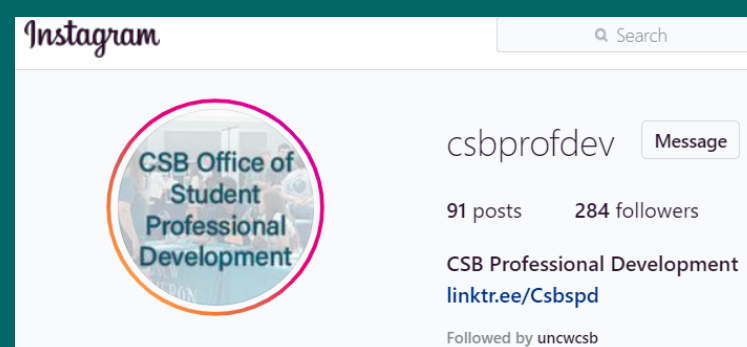 Instagram
Search
CSB Office of
Student
Professional
Development
csbprofdev Message
91 posts 284 followers
CSB Professional Development
linktr.ee/Csbspd
Followed by uncwcsb